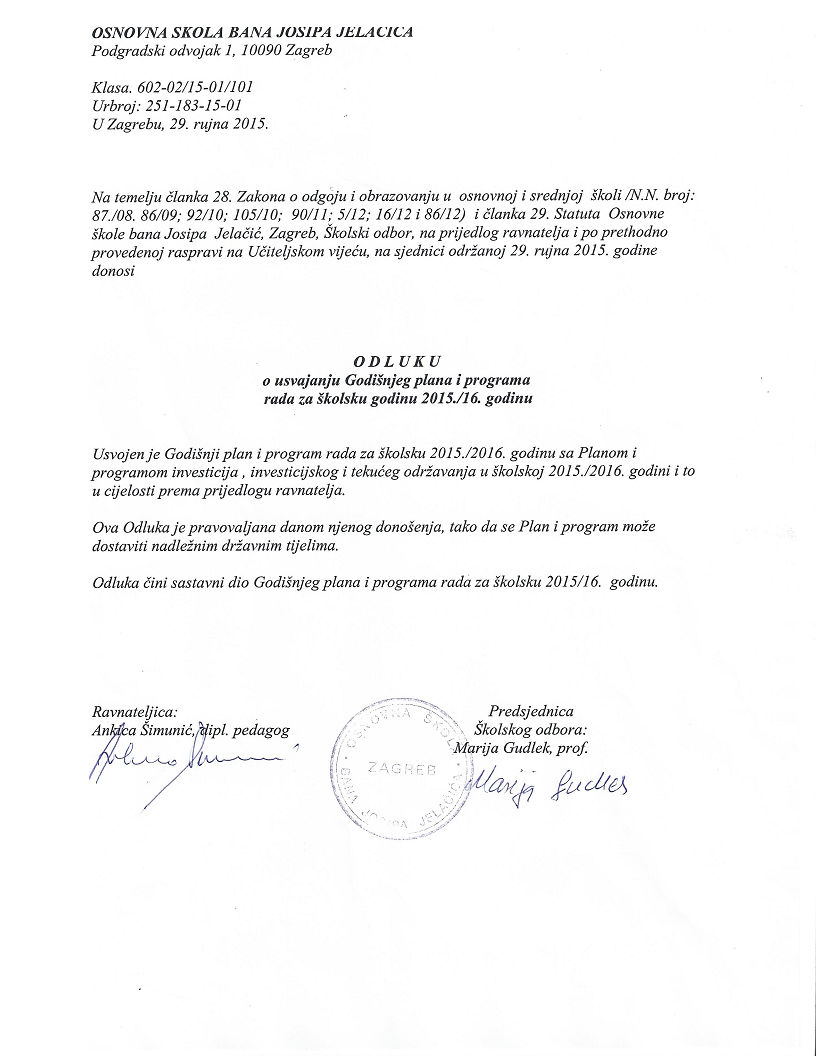 OSNOVNA SKOLA BANA JOSIPA JELACICA
Podgradski odvojak 1, 10090 Zagreb
Klasa. 602-02/15-01/101
Urbroj: 251-183-15-01
U Zagrebu, 29. rujna 2015.
Na temelju članka 28. Zakona o odgoju i obrazovanju u osnovnoj i srednjoj školi /N.N. broj:
87./08. 86/09; 92/10; 105/10; 90/11; 5/12; 16/12 i 86/12) i članka 29. Statuta Osnovne
škole bana Josipa Jelačić, Zagreb, Školski odbor, na prijedlog ravnatelja i po prethodno
provedenoj raspravi na Učiteljskom vijeću, na sjednici održanoj 29. rujna 2015. godine
donosi
O D L U K U
o usvajanju Godišnjeg plana i programa
rada za školsku godinu 2015./16. godinu
Usvojen je Godišnji plan i program rada za školsku 2015./2016. godinu sa Planom i
programom investicija , investicijskog i tekućeg održavanja u školskoj 2015./2016. godini i to
u cijelosti prema prijedlogu ravnatelja.
Ova Odluka je pravovaljana danom njenog donošenja, tako da se Plan i program može
dostaviti nadležnim državnim tijelima.
Odluka čini sastavni dio Godišnjeg plana i programa rada za školsku 2015/16. godinu.
Ravnateljica:
Ankica Šimunić, dipl. pedagog
Predsjednica
Školskog odbora:
Marija Gudlek, prof.
OSNOVNA ŠKOLA
BANA JOSIPA JELAČIĆA
ZAGREB
Marija Gudlek